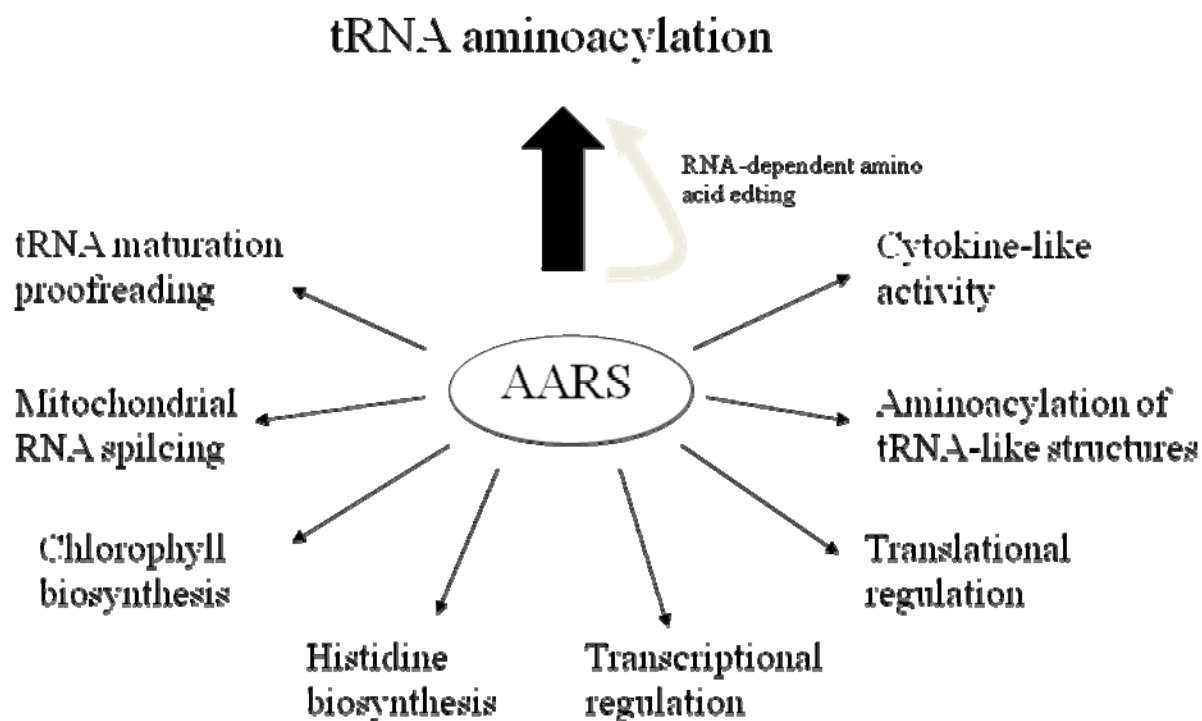 tRNA aminoacylation
RNA-dependent amino
acid edting
tRNA maturation
proofreading
Cytokine-like
activity
AARS
Mitochondrial
RNA spilcing
Aminoacylation of
tRNA-like structures
Chlorophyll
biosynthesis
Translational
regulation
Histidine
biosynthesis
Transcriptional
regulation